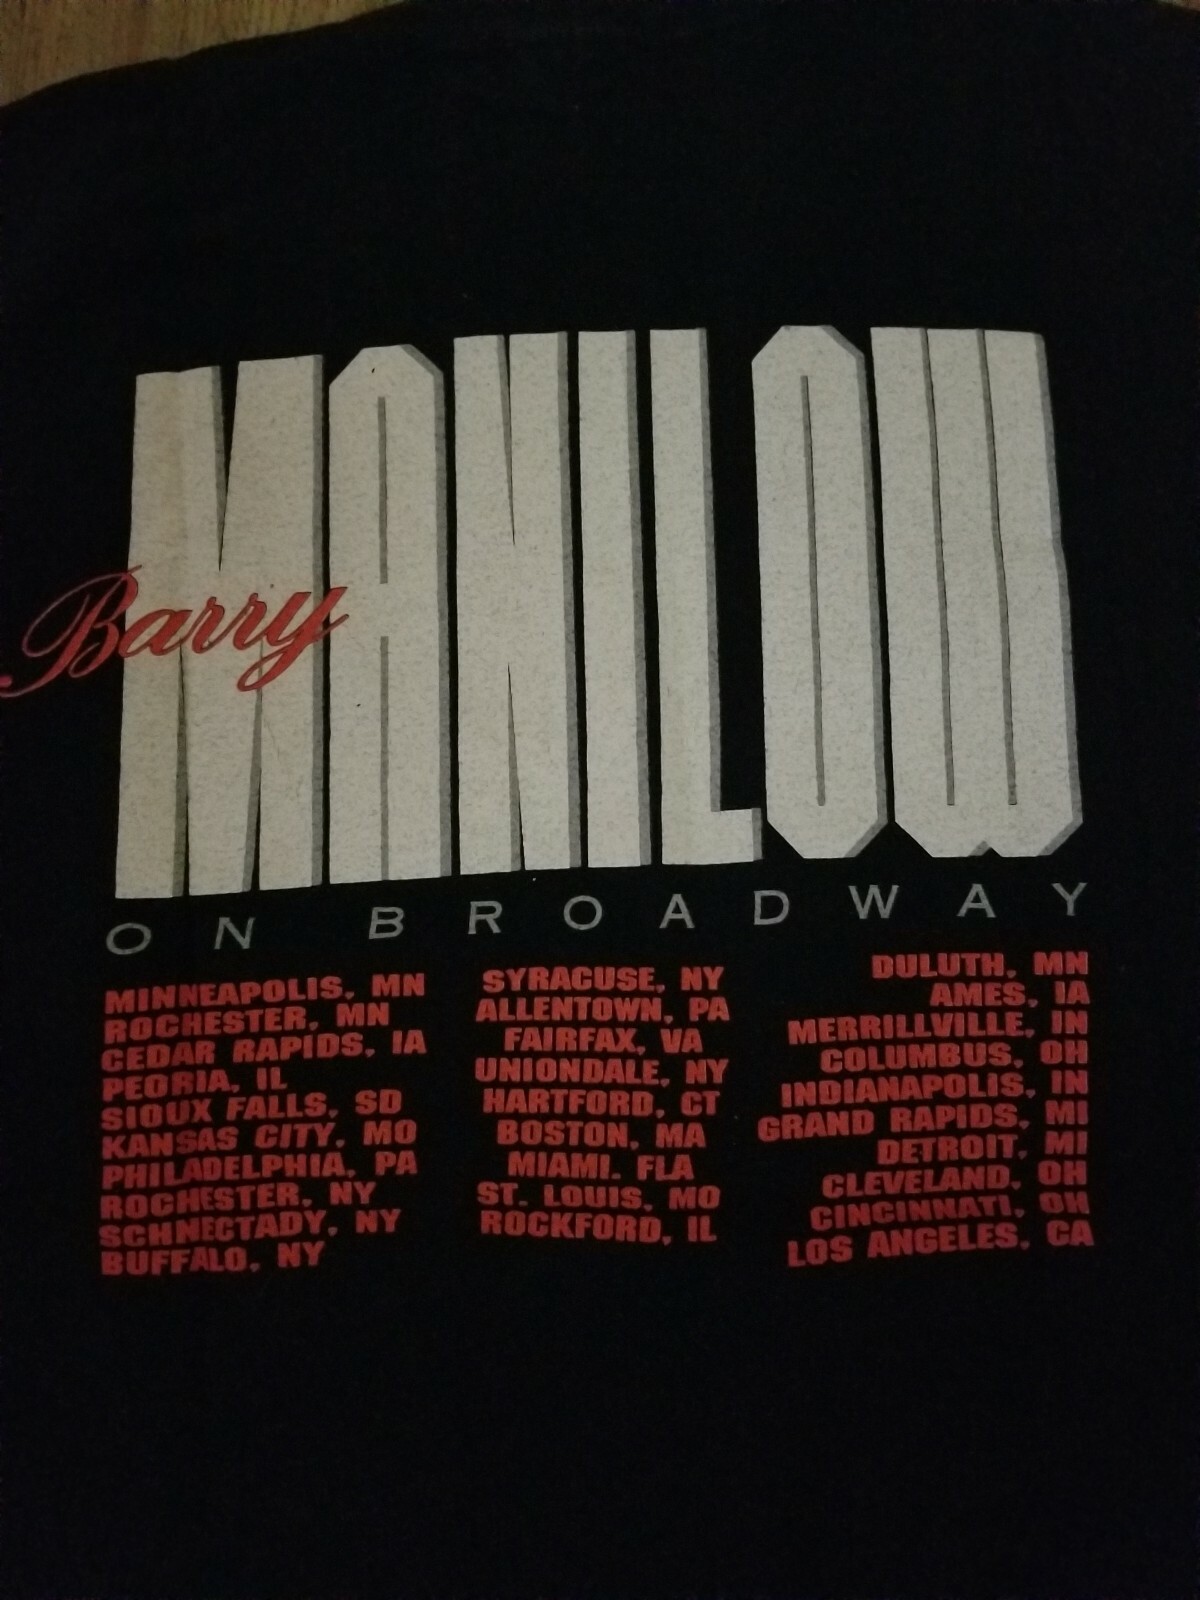 Barry
MANILOW
ON BROADWAY
MINNEAPOLIS, MN
ROCHESTER, MN
CEDAR RAPIDS, IA
PEORIA, IL
SIOUX FALLS, SD
KANSAS CITY, MO
PHILADELPHIA, PA
ROCHESTER, NY
SCHNECTADY, NY
BUFFALO, NY
SYRACUSE, NY
ALLENTOWN, PA
FAIRFAX, VA
UNIONDALE, NY
HARTFORD, CT
BOSTON, MA
MIAMI. FLA
ST. LOUIS, MO
ROCKFORD, IL
DULUTH, MN
AMES, IA
MERRILLVILLE, IN
COLUMBUS, OH
INDIANAPOLIS, IN
GRAND RAPIDS, MI
DETROIT, MI
CLEVELAND, OH
CINCINNATI, OH
LOS ANGELES, CA